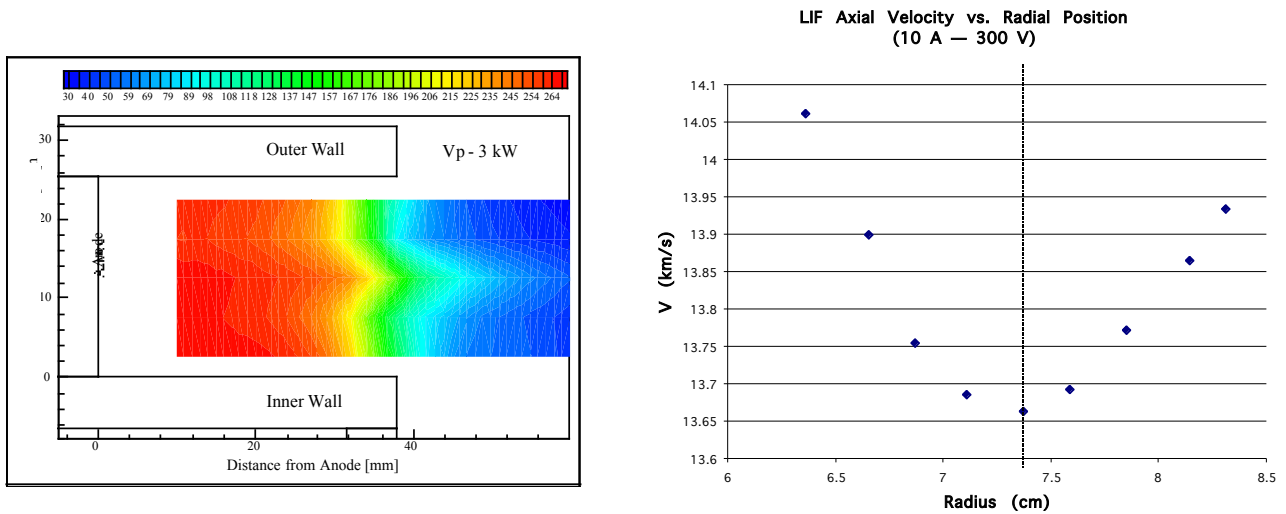 30 40 50 59 69 79 89 98 108 118 128 137 147 157 167 176 186 196 206 215 225 235 245 254 264
30
20
10
0
Outer Wall
Vp - 3 kW
Inner Wall
0 20 40
Distance from Anode [mm]
LIF Axial Velocity vs. Radial Position
(10 A — 300 V)
14.1
14.05
14
13.95
13.9
13.85
13.8
13.75
13.7
13.65
13.6
V (km/s)
6 6.5 7 7.5 8 8.5
Radius (cm)